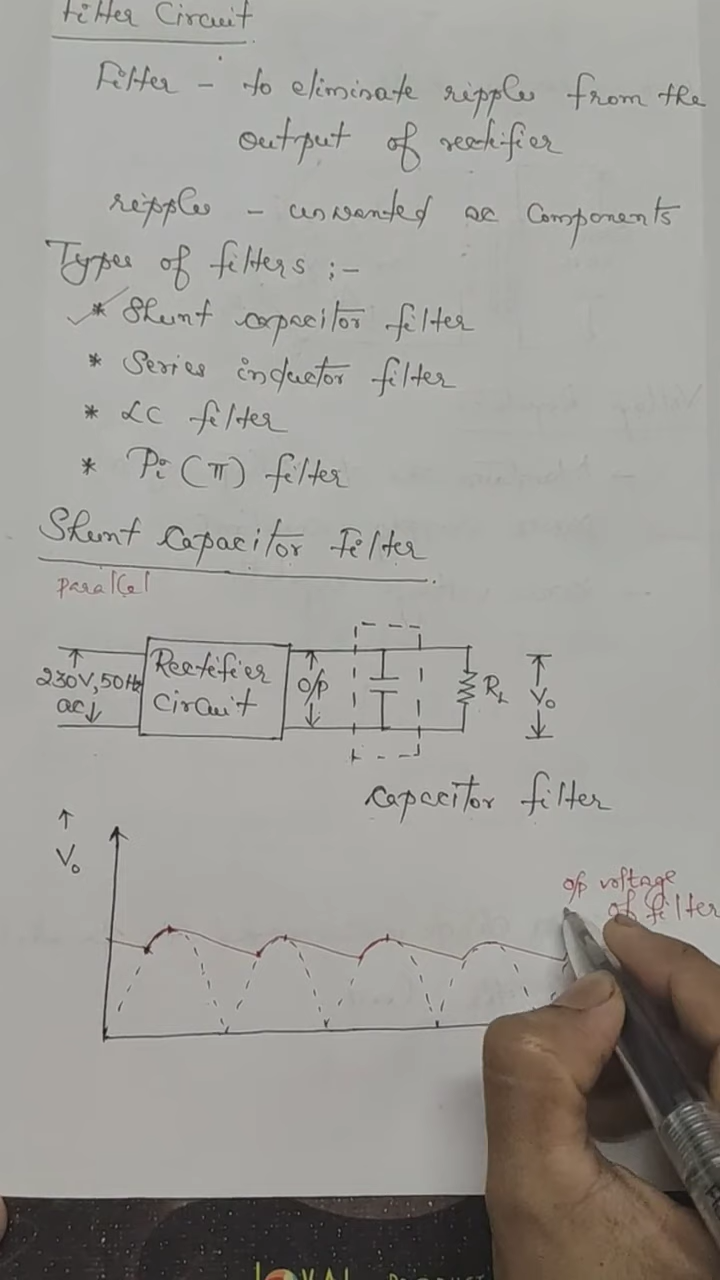 Filter Circuit
Filter - to eliminate ripples from the
output of rectifier
ripples - unwanted ac Components
Types of filters :-
* Shunt capacitor filter
* Series inductor filter
* LC filter
* Pi (π) filter
Shunt Capacitor Filter
parallel
230V, 50Hz
ac
Rectifier
Circuit
o/p
RL
Vo
Capacitor filter
Vo
o/p voltage
of filter